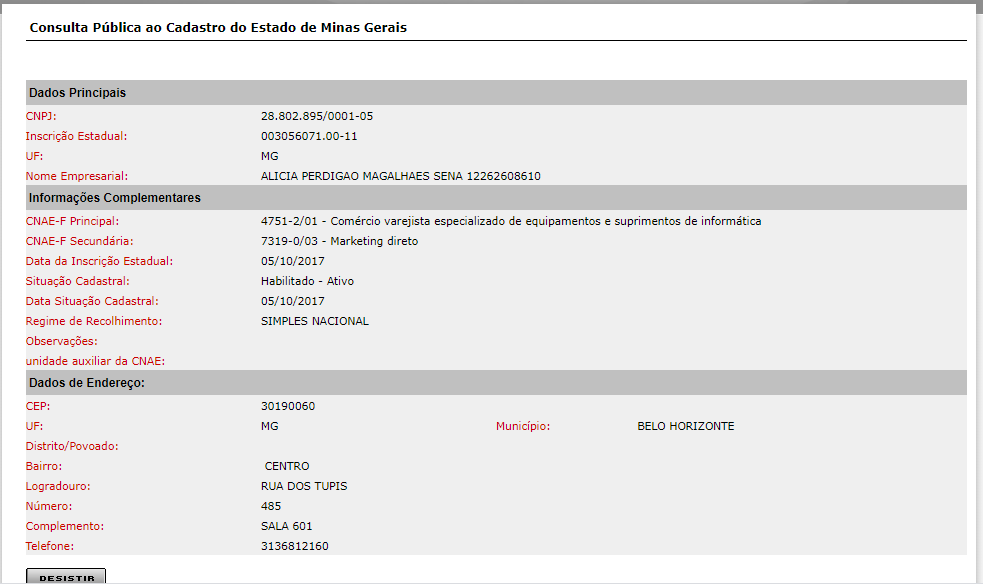 Consulta Pública ao Cadastro do Estado de Minas Gerais
Dados Principais
CNPJ: 28.802.895/0001-05
Inscrição Estadual: 003056071.00-11
UF: MG
Nome Empresarial: ALICIA PERDIGAO MAGALHAES SENA 12262608610
Informações Complementares
CNAE-F Principal: 4751-2/01 - Comércio varejista especializado de equipamentos e suprimentos de informática
CNAE-F Secundária: 7319-0/03 - Marketing direto
Data da Inscrição Estadual: 05/10/2017
Situação Cadastral: Habilitado - Ativo
Data Situação Cadastral: 05/10/2017
Regime de Recolhimento: SIMPLES NACIONAL
Observações:
unidade auxiliar da CNAE:
Dados de Endereço:
CEP: 30190060
UF: MG Município: BELO HORIZONTE
Distrito/Povoado:
Bairro: CENTRO
Logradouro: RUA DOS TUPIS
Número: 485
Complemento: SALA 601
Telefone: 3136812160
DESISTIR